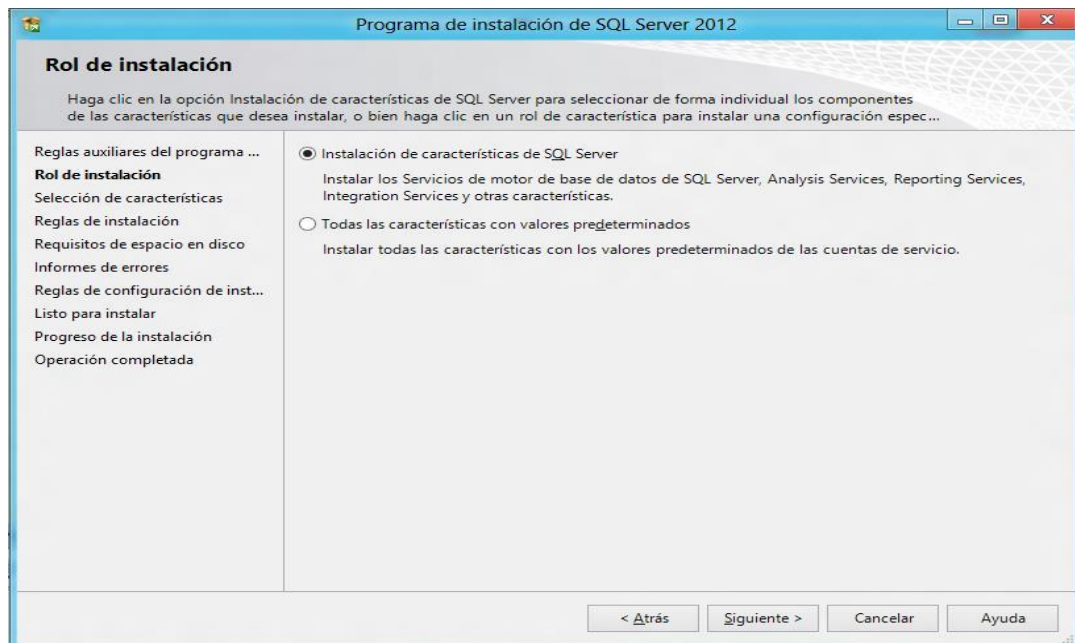 Programa de instalación de SQL Server 2012
Rol de instalación
Haga clic en la opción Instalación de características de SQL Server para seleccionar de forma individual los componentes
de las características que desea instalar, o bien haga clic en un rol de característica para instalar una configuración espec...
Reglas auxiliares del programa ...
Rol de instalación
Selección de características
Reglas de instalación
Requisitos de espacio en disco
Informes de errores
Reglas de configuración de inst...
Listo para instalar
Progreso de la instalación
Operación completada
Instalación de características de SQL Server
Instalar los Servicios de motor de base de datos de SQL Server, Analysis Services, Reporting Services,
Integration Services y otras características.
Todas las características con valores predeterminados
Instalar todas las características con los valores predeterminados de las cuentas de servicio.
< Atrás
Siguiente >
Cancelar
Ayuda